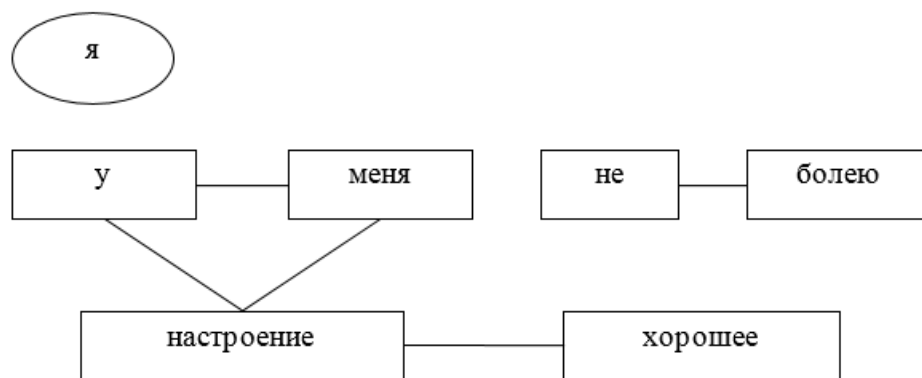 я
у меня не болею
настроение хорошее